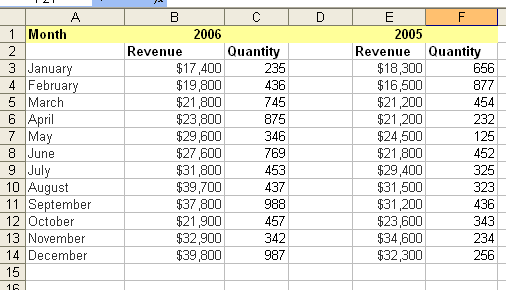 A B C D E F
1 Month 2006 2005
2 Revenue Quantity Revenue Quantity
3 January $17,400 235 $18,300 656
4 February $19,800 436 $16,500 877
5 March $21,800 745 $21,200 454
6 April $23,800 875 $21,200 232
7 May $29,600 346 $24,500 125
8 June $27,600 769 $21,800 452
9 July $31,800 453 $29,400 325
10 August $39,700 437 $31,500 323
11 September $37,800 988 $31,200 436
12 October $21,900 457 $23,600 343
13 November $32,900 342 $34,600 234
14 December $39,800 987 $32,300 256
15
16